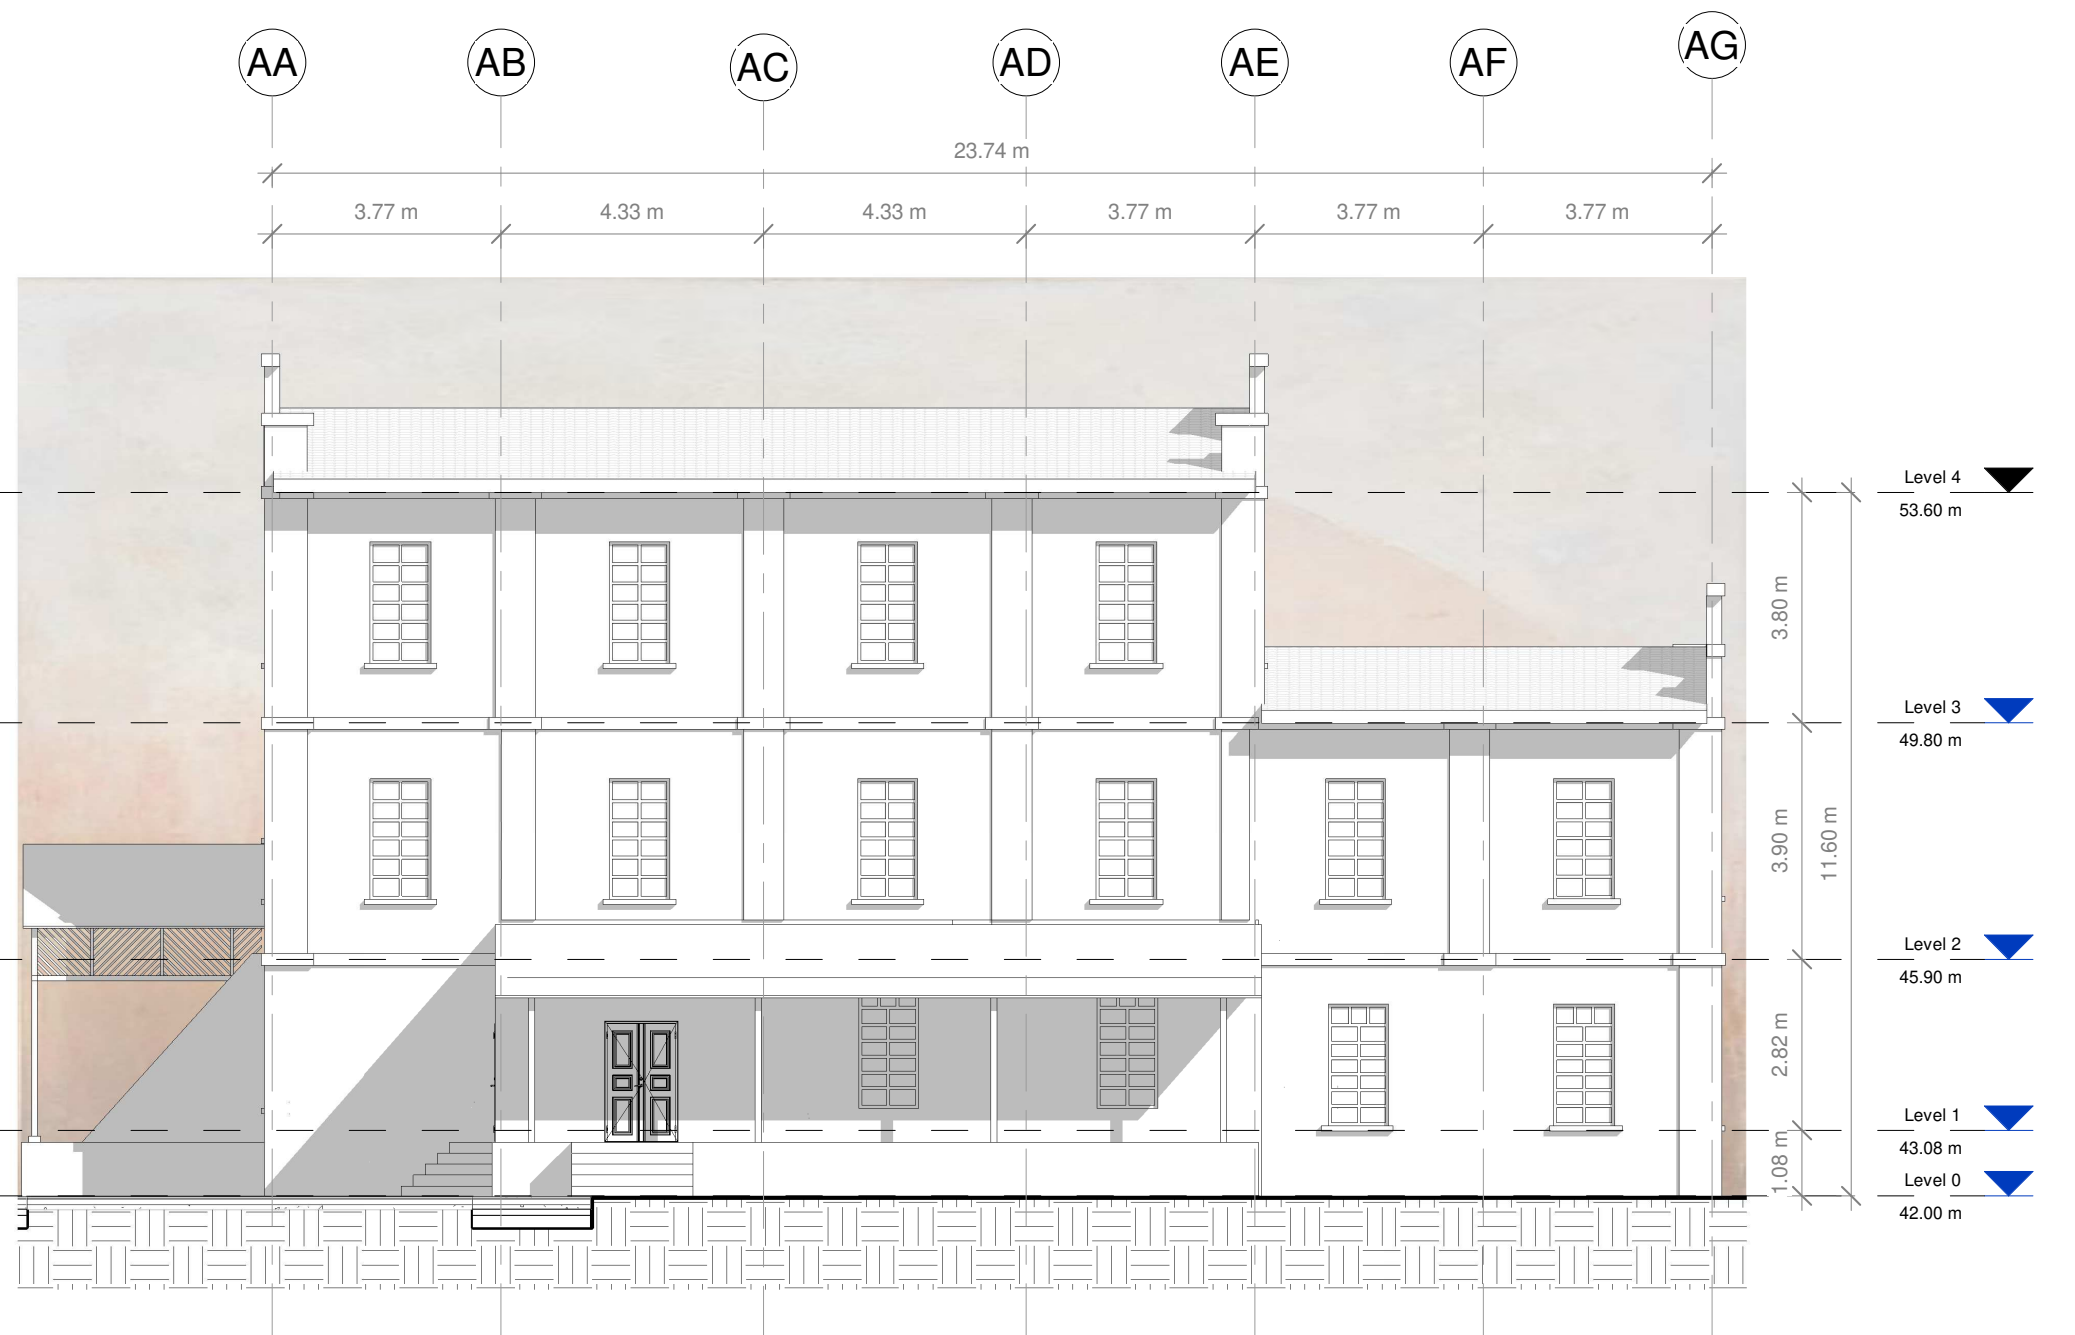 AA AB AC AD AE AF AG
23.74 m
3.77 m 4.33 m 4.33 m 3.77 m 3.77 m 3.77 m
Level 4
53.60 m
3.80 m
Level 3
49.80 m
3.90 m
11.60 m
Level 2
45.90 m
2.82 m
Level 1
43.08 m
1.08 m
Level 0
42.00 m